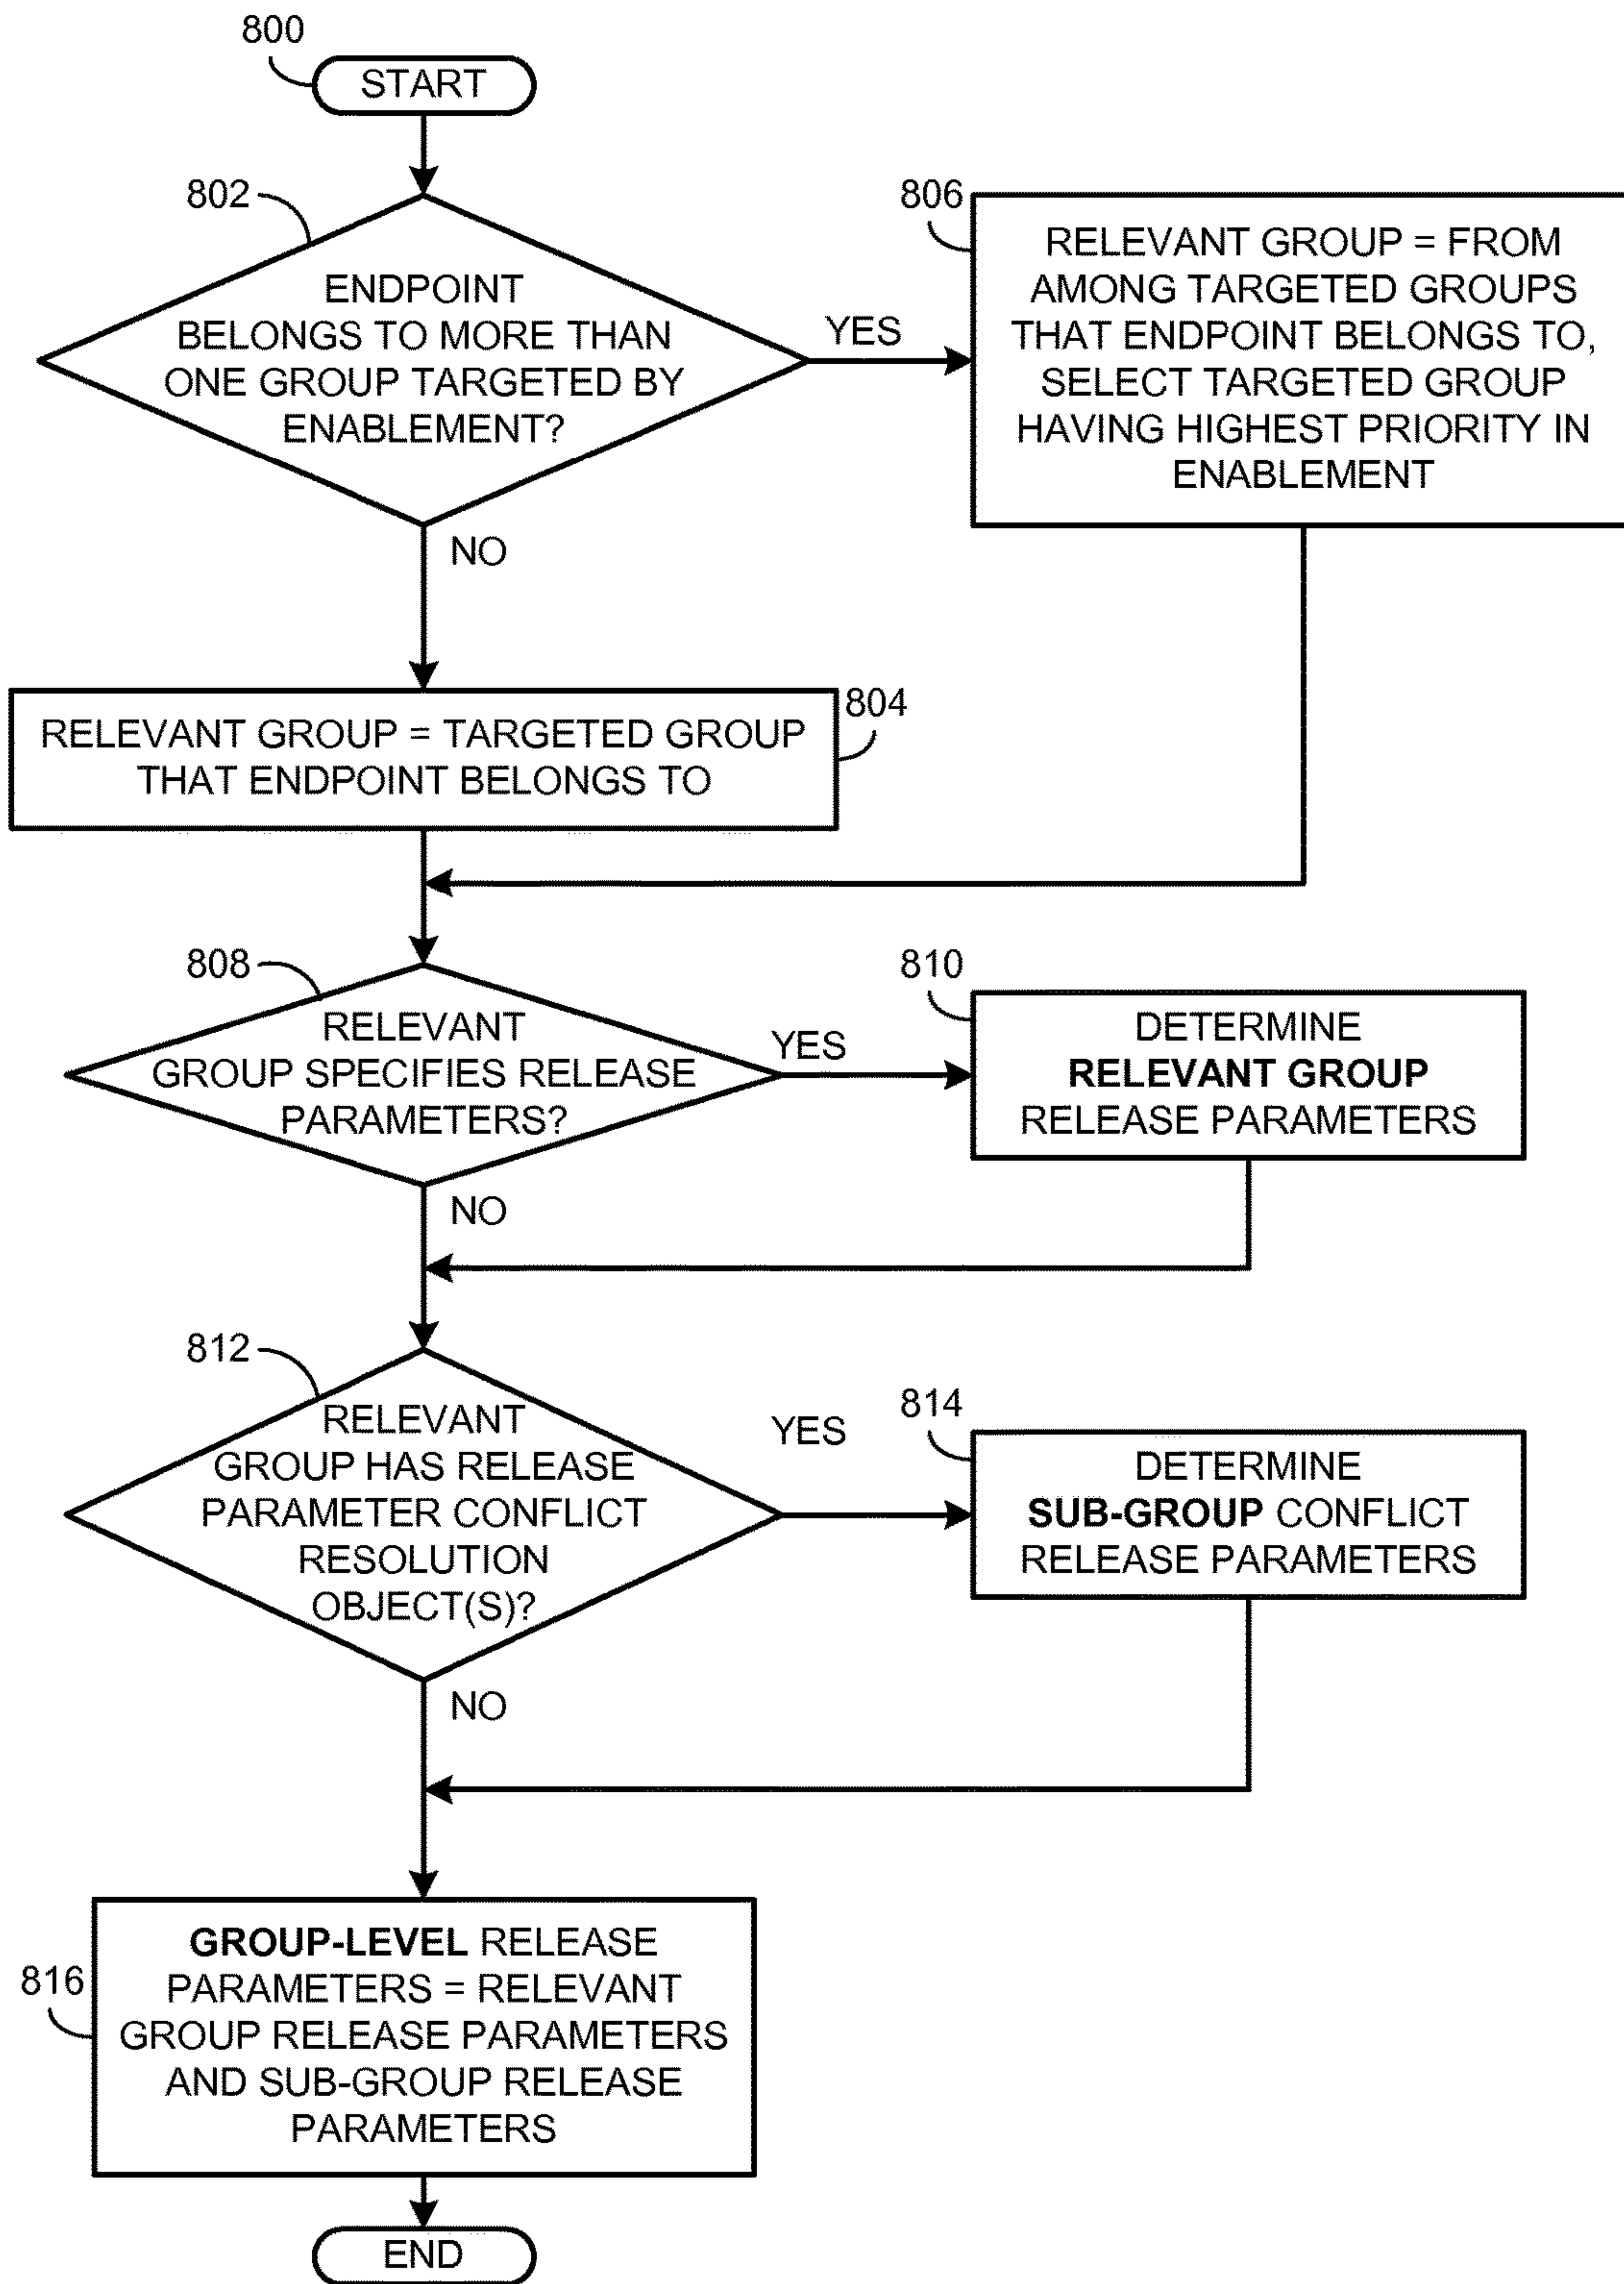 800
START
802
ENDPOINT
BELONGS TO MORE THAN
ONE GROUP TARGETED BY
ENABLEMENT?
YES
806
RELEVANT GROUP = FROM
AMONG TARGETED GROUPS
THAT ENDPOINT BELONGS TO,
SELECT TARGETED GROUP
HAVING HIGHEST PRIORITY IN
ENABLEMENT
NO
RELEVANT GROUP = TARGETED GROUP
THAT ENDPOINT BELONGS TO
804
808
RELEVANT
GROUP SPECIFIES RELEASE
PARAMETERS?
YES
810
DETERMINE
RELEVANT GROUP
RELEASE PARAMETERS
NO
812
RELEVANT
GROUP HAS RELEASE
PARAMETER CONFLICT
RESOLUTION
OBJECT(S)?
YES
814
DETERMINE
SUB-GROUP CONFLICT
RELEASE PARAMETERS
NO
816
GROUP-LEVEL RELEASE
PARAMETERS = RELEVANT
GROUP RELEASE PARAMETERS
AND SUB-GROUP RELEASE
PARAMETERS
END